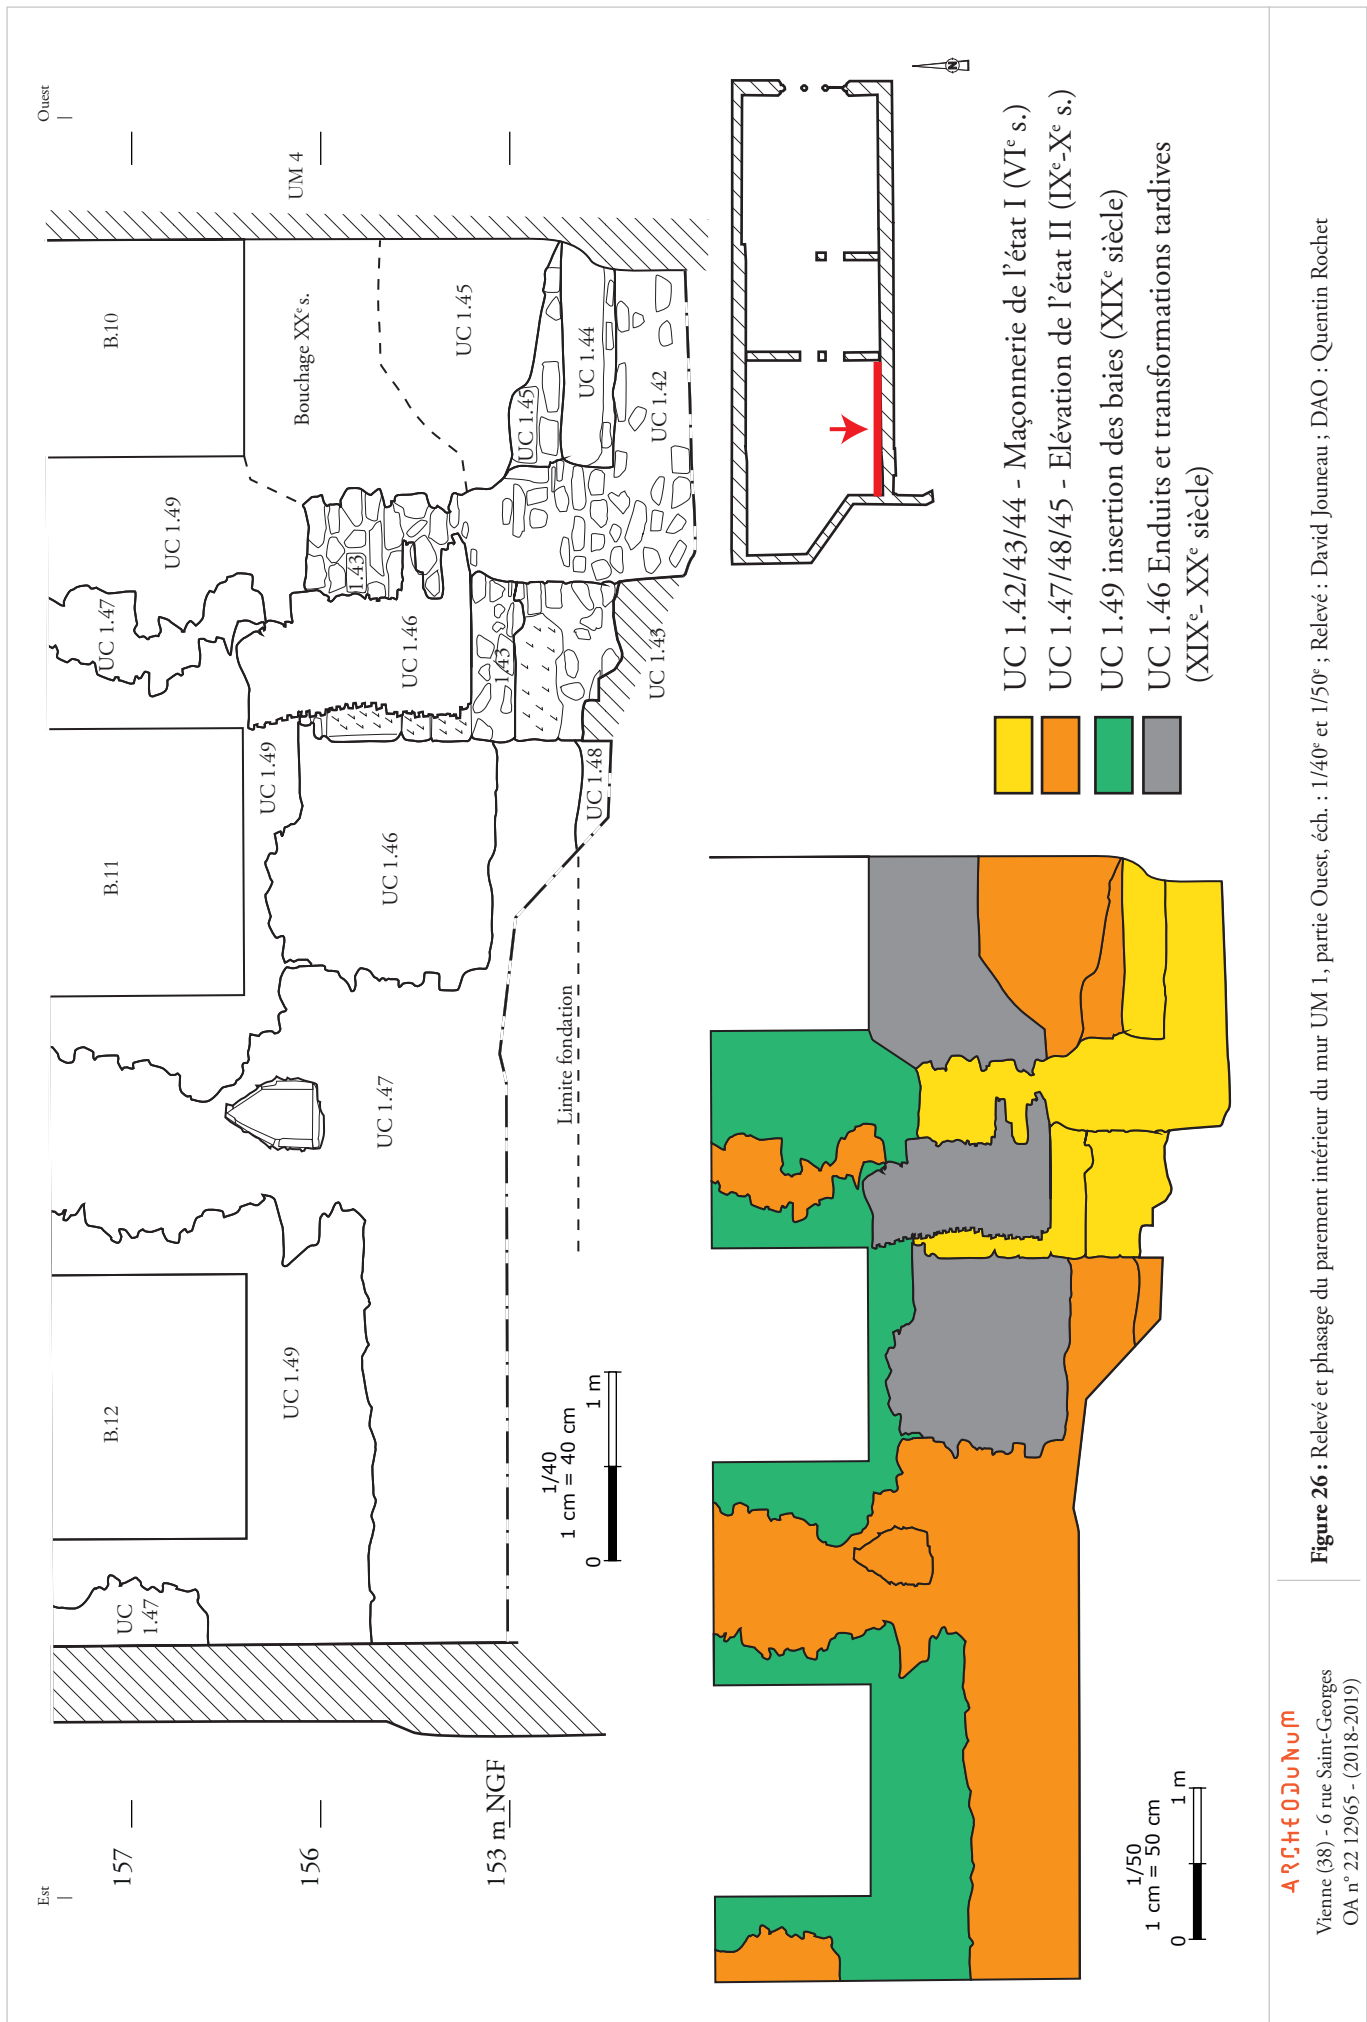 Est
Ouest
157
156
153 m NGF
UM 4
UC
1.47
B.12
UC 1.49
UC 1.47
B.11
UC 1.49
UC 1.46
UC 1.48
UC 1.47
UC 1.49
UC 1.46
1.43
1.43
UC 1.43
B.10
Bouchage XXe s.
UC 1.45
UC 1.45
UC 1.44
UC 1.42
Limite fondation
1/40
1 cm = 40 cm
0 1 m
1/50
1 cm = 50 cm
0 1 m
N
UC 1.42/43/44 - Maçonnerie de l'état I (VIe s.)
UC 1.47/48/45 - Elévation de l'état II (IXe-Xe s.)
UC 1.49 insertion des baies (XIXe siècle)
UC 1.46 Enduits et transformations tardives
(XIXe- XXe siècle)
ARCHEODUNUM
Vienne (38) - 6 rue Saint-Georges
OA n° 22 12965 - (2018-2019)
Figure 26 : Relevé et phasage du parement intérieur du mur UM 1, partie Ouest, éch. : 1/40e et 1/50e ; Relevé : David Jouneau ; DAO : Quentin Rochet